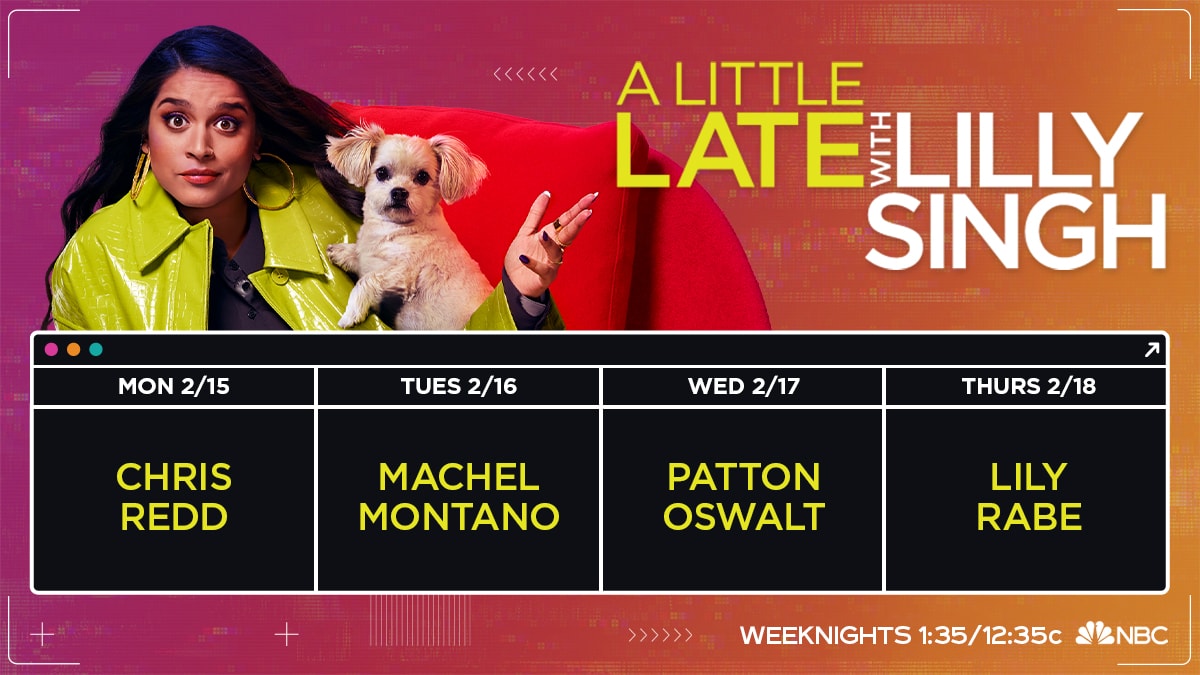 A LITTLE
LATE WITH LILLY
SINGH
MON 2/15
TUES 2/16
WED 2/17
THURS 2/18
CHRIS
REDD
MACHEL
MONTANO
PATTON
OSWALT
LILY
RABE
WEEKNIGHTS 1:35/12:35c NBC